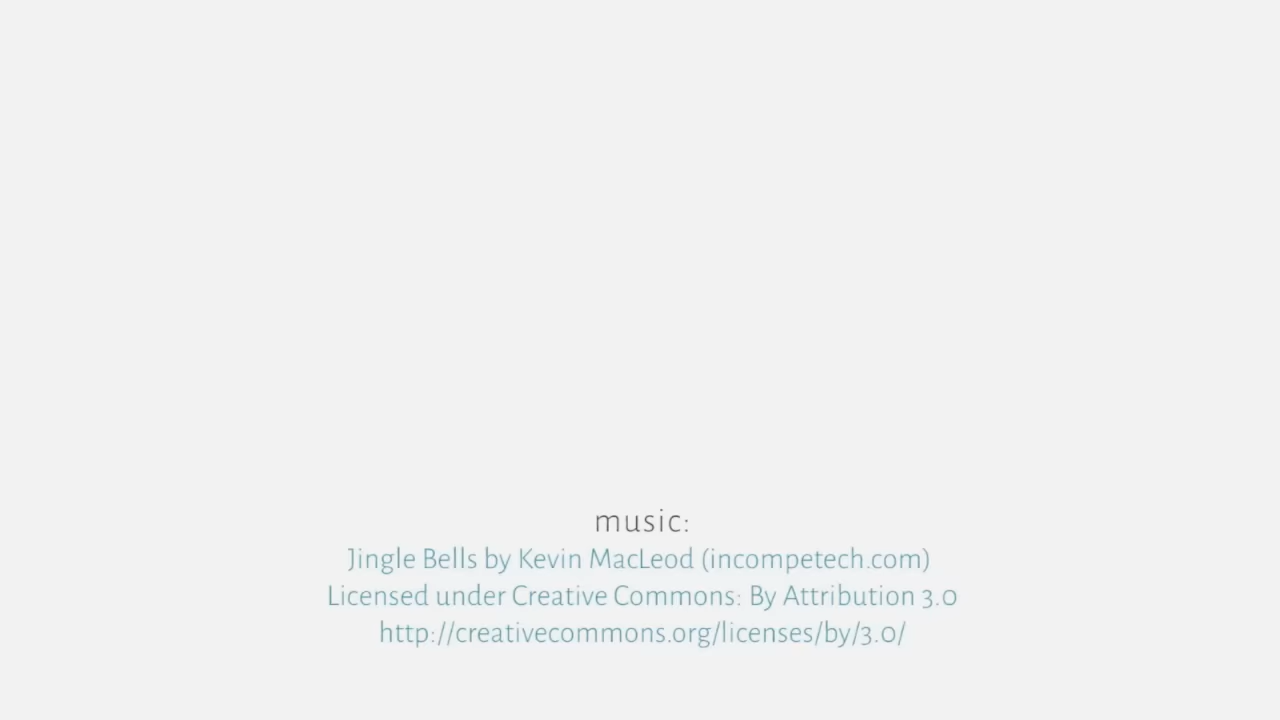 music:
Jingle Bells by Kevin MacLeod (incompetech.com)
Licensed under Creative Commons: By Attribution 3.0
http://creativecommons.org/licenses/by/3.0/